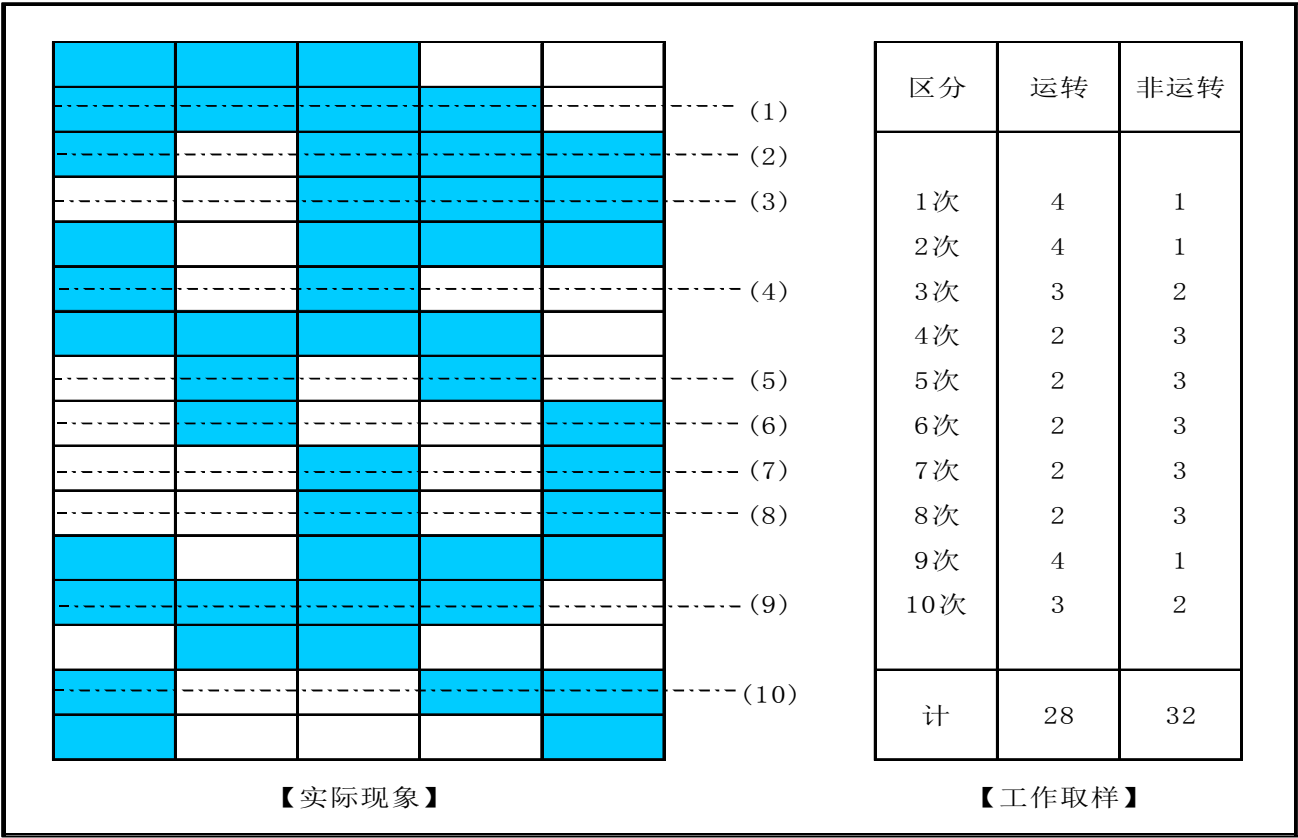 区分 运转 非运转
(1)
(2)
(3)
(4)
(5)
(6)
(7)
(8)
(9)
(10)
1次 4 1
2次 4 1
3次 3 2
4次 2 3
5次 2 3
6次 2 3
7次 2 3
8次 2 3
9次 4 1
10次 3 2
计 28 32
【实际现象】
【工作取样】